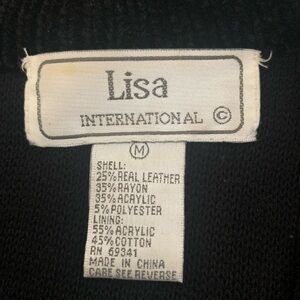 Lisa
INTERNATIONAL ©
M
SHELL:
25%REAL LEATHER
35%RAYON
35%ACRYLIC
5%POLYESTER
LINING:
55%ACRYLIC
45%COTTON
RN 69341
MADE IN CHINA
CARE SEE REVERSE